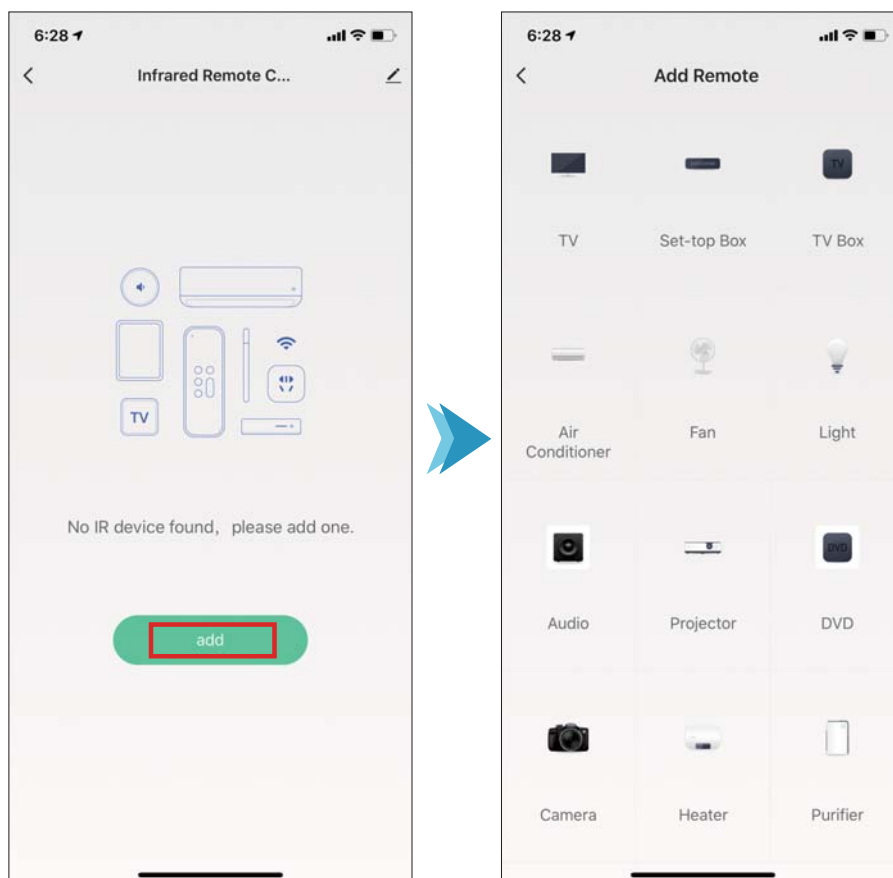 6:28
Infrared Remote C...
TV
No IR device found, please add one.
add
6:28
Add Remote
TV
TV
Set-top Box
TV Box
Air
Conditioner
Fan
Light
DVD
Audio
Projector
DVD
Camera
Heater
Purifier